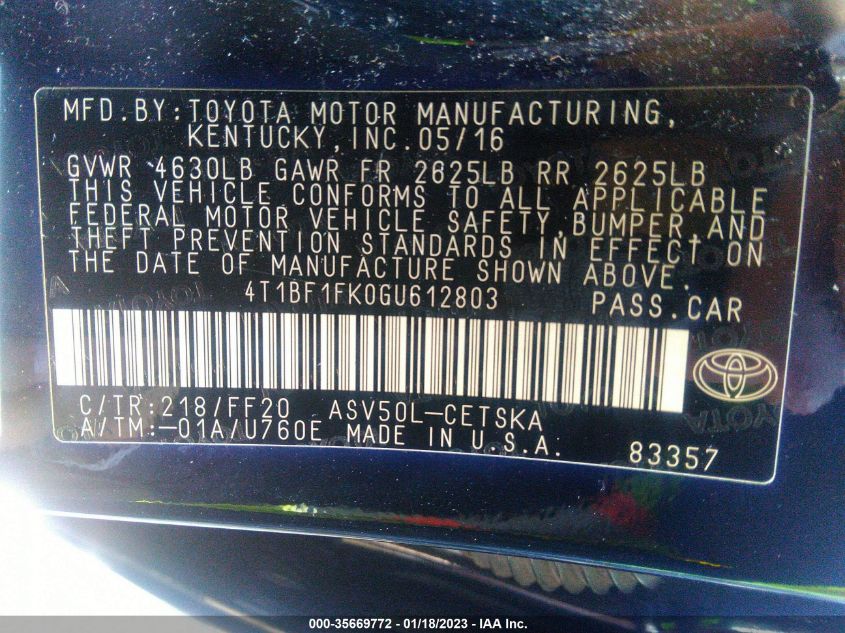 MFD.BY:TOYOTA MOTOR MANUFACTURING,
KENTUCKY,INC.05/16
GVWR 4630LB GAWR FR 2625LB RR 2625LB
THIS VEHICLE CONFORMS TO ALL APPLICABLE
FEDERAL MOTOR VEHICLE SAFETY,BUMPER,AND
THEFT PREVENTION STANDARDS IN EFFECT ON
THE DATE OF MANUFACTURE SHOWN ABOVE.
4T1BF1FK0GU612803 PASS.CAR
C/TR:218/FF20 ASV50L-CETSKA
A/TM:-01A/U760E MADE IN U.S.A. 83357
000-35669772 - 01/18/2023 - IAA Inc.